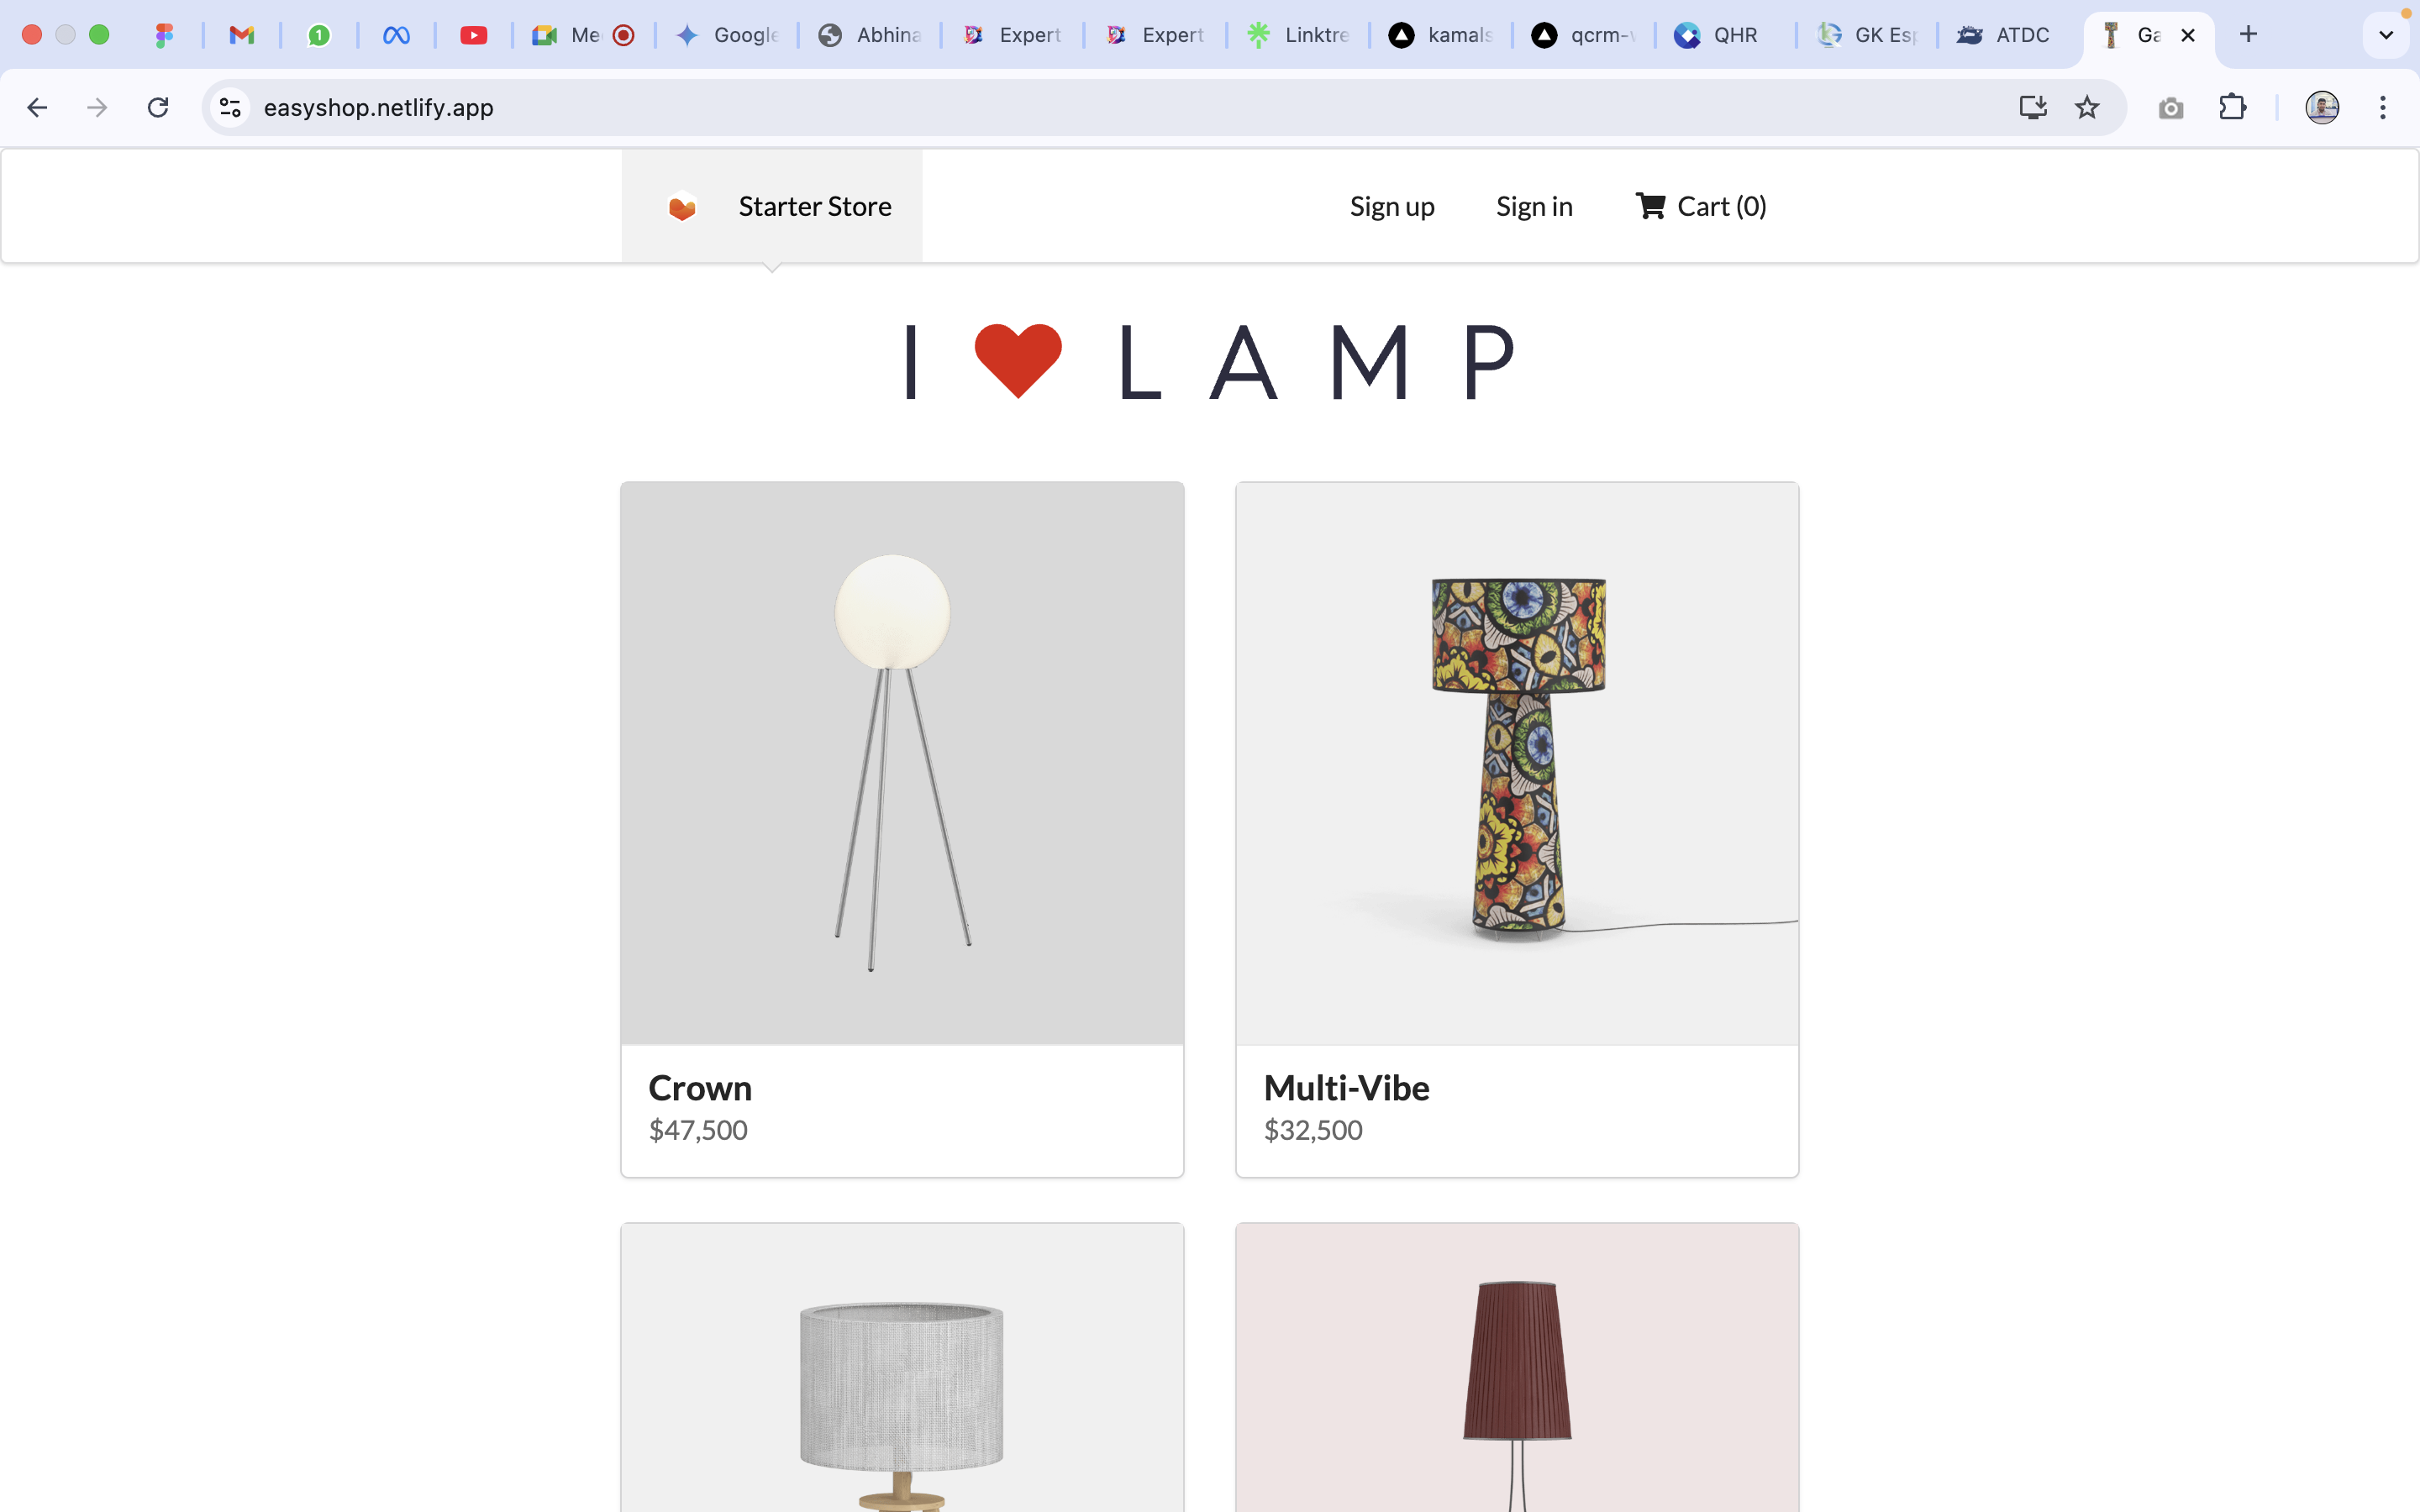 1
Me
Google
Abhina
Expert
Expert
Linktre
kamals
qcrm-w
QHR
GK Esp
ATDC
Ga
easyshop.netlify.app
Starter Store
Sign up
Sign in
Cart (0)
I LAMP
Crown
$47,500
Multi-Vibe
$32,500